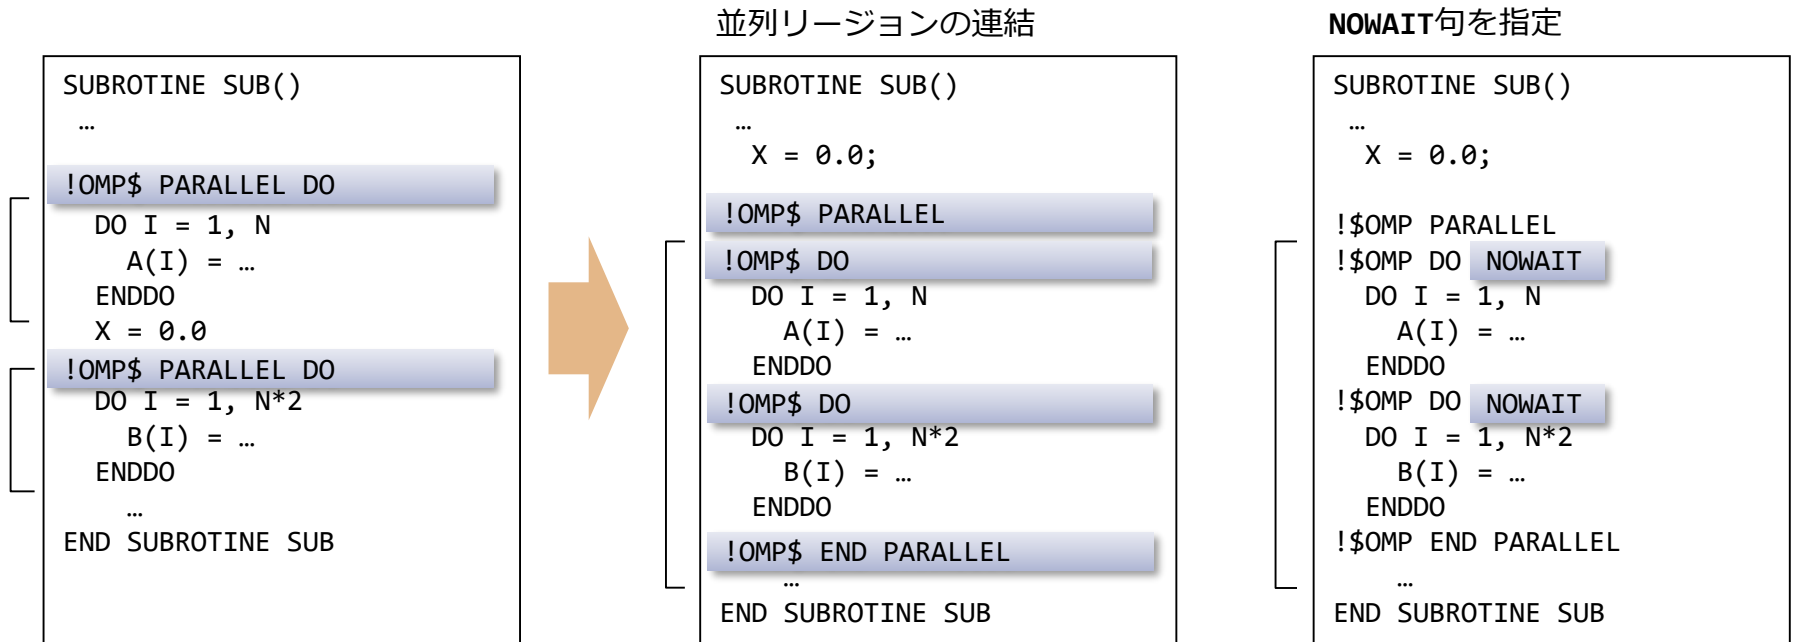 SUBROTINE SUB()
…
!OMP$ PARALLEL DO
DO I = 1, N
A(I) = …
ENDDO
X = 0.0
!OMP$ PARALLEL DO
DO I = 1, N*2
B(I) = …
ENDDO
…
END SUBROTINE SUB
並列リージョンの連結
SUBROTINE SUB()
…
X = 0.0;
!OMP$ PARALLEL
!OMP$ DO
DO I = 1, N
A(I) = …
ENDDO
!OMP$ DO
DO I = 1, N*2
B(I) = …
ENDDO
!OMP$ END PARALLEL
…
END SUBROTINE SUB
NOWAIT句を指定
SUBROTINE SUB()
…
X = 0.0;
!$OMP PARALLEL
!$OMP DO NOWAIT
DO I = 1, N
A(I) = …
ENDDO
!$OMP DO NOWAIT
DO I = 1, N*2
B(I) = …
ENDDO
!$OMP END PARALLEL
…
END SUBROTINE SUB